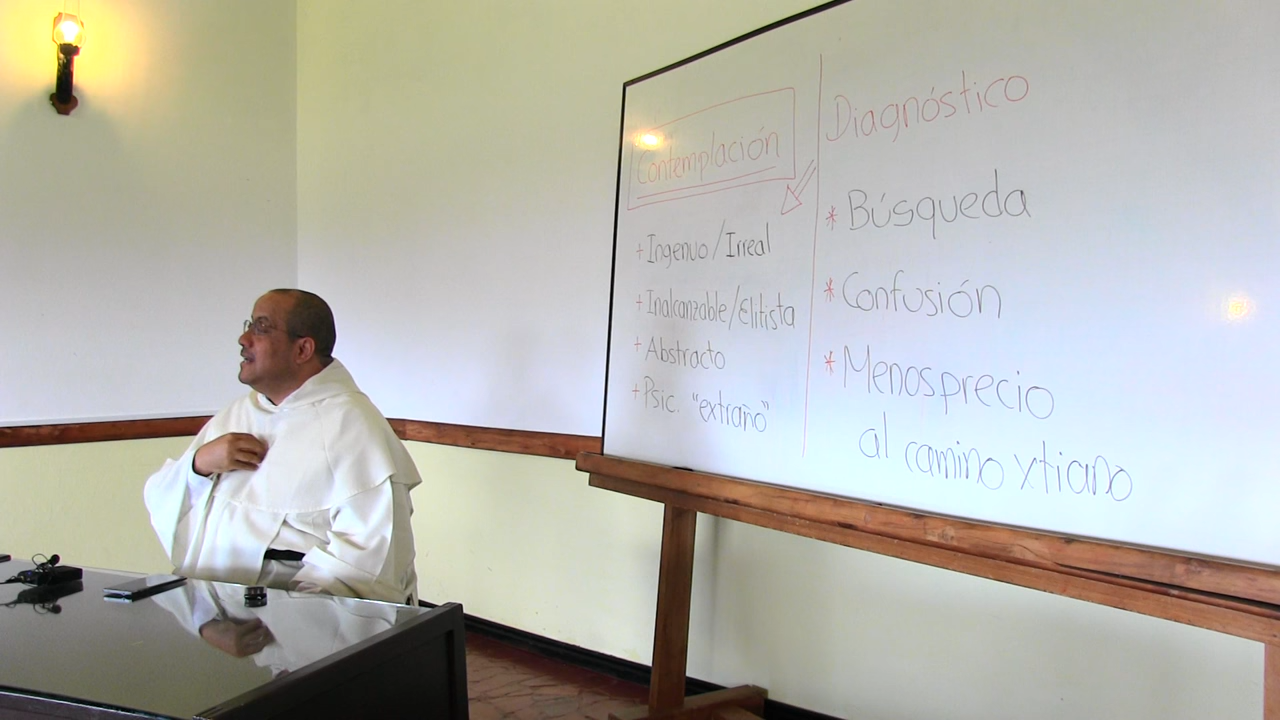 Contemplación
+ Ingenuo/Irreal
+ Inalcanzable/Elitista
+ Abstracto
+ Psic. "extraño"
Diagnóstico
* Búsqueda
* Confusión
* Menosprecio
al camino xtiano